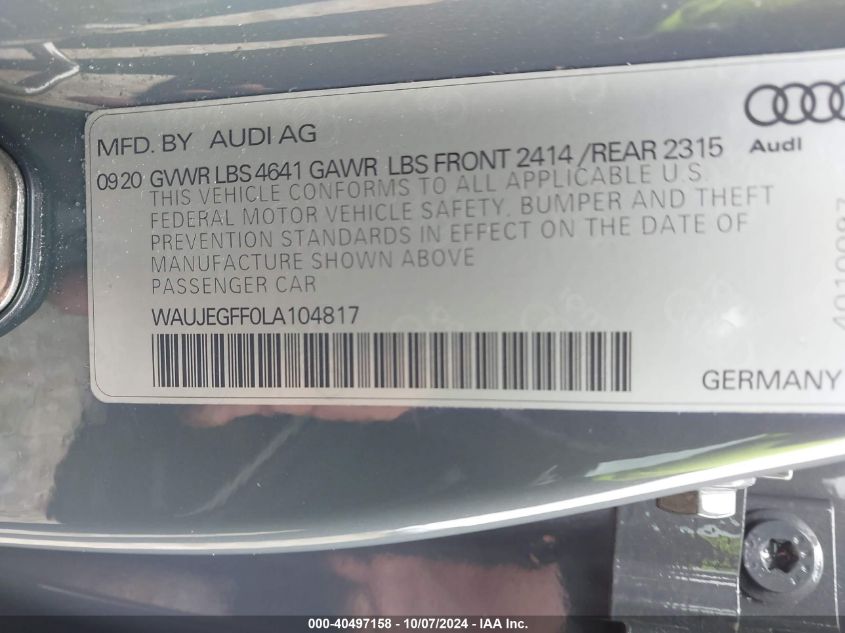 MFD. BY AUDI AG
Audi
0920 GVWR LBS 4641 GAWR LBS FRONT 2414 /REAR 2315
THIS VEHICLE CONFORMS TO ALL APPLICABLE U.S.
FEDERAL MOTOR VEHICLE SAFETY, BUMPER AND THEFT
PREVENTION STANDARDS IN EFFECT ON THE DATE OF
MANUFACTURE SHOWN ABOVE
PASSENGER CAR
WAUJEGFF0LA104817
GERMANY
000-40497158 - 10/07/2024 - IAA Inc.